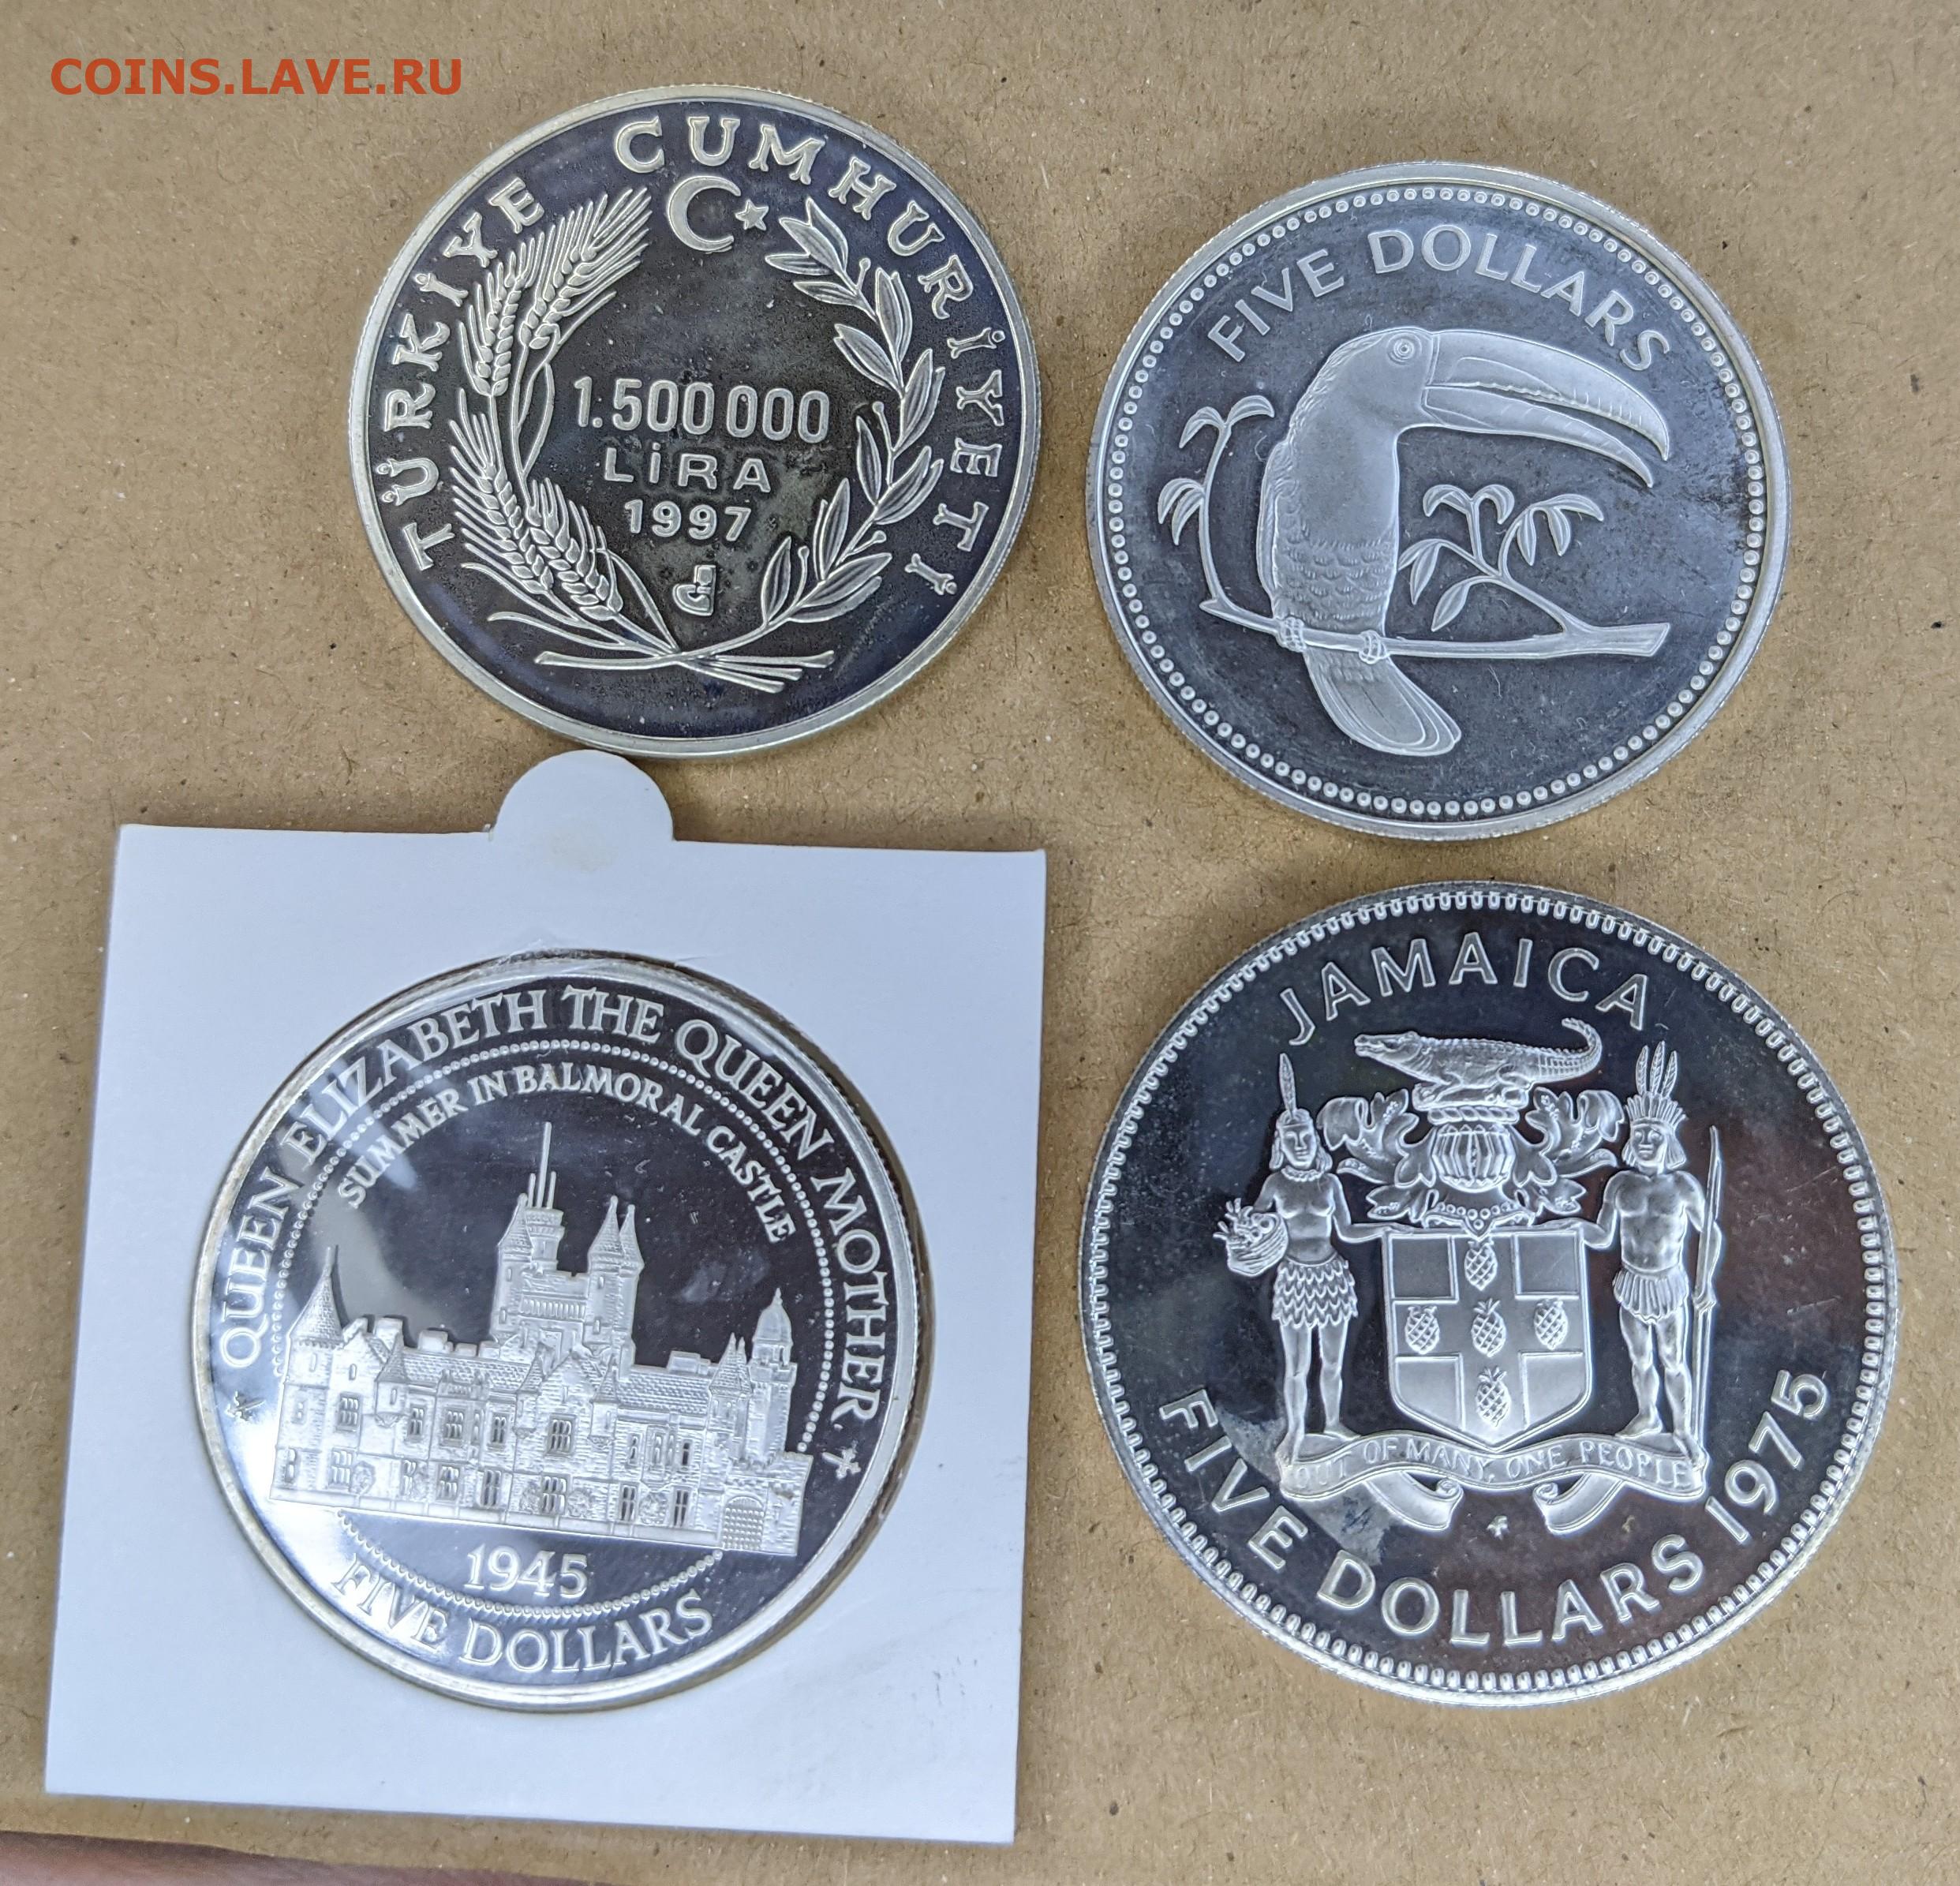 COINS.LAVE.RU
TÜRKİYE CUMHURİYETİ
1.500 000
LİRA
1997
FIVE DOLLARS
QUEEN ELIZABETH THE QUEEN MOTHER
SUMMER IN BALMORAL CASTLE
1945
FIVE DOLLARS
JAMAICA
OUT OF MANY, ONE PEOPLE
FIVE DOLLARS 1975